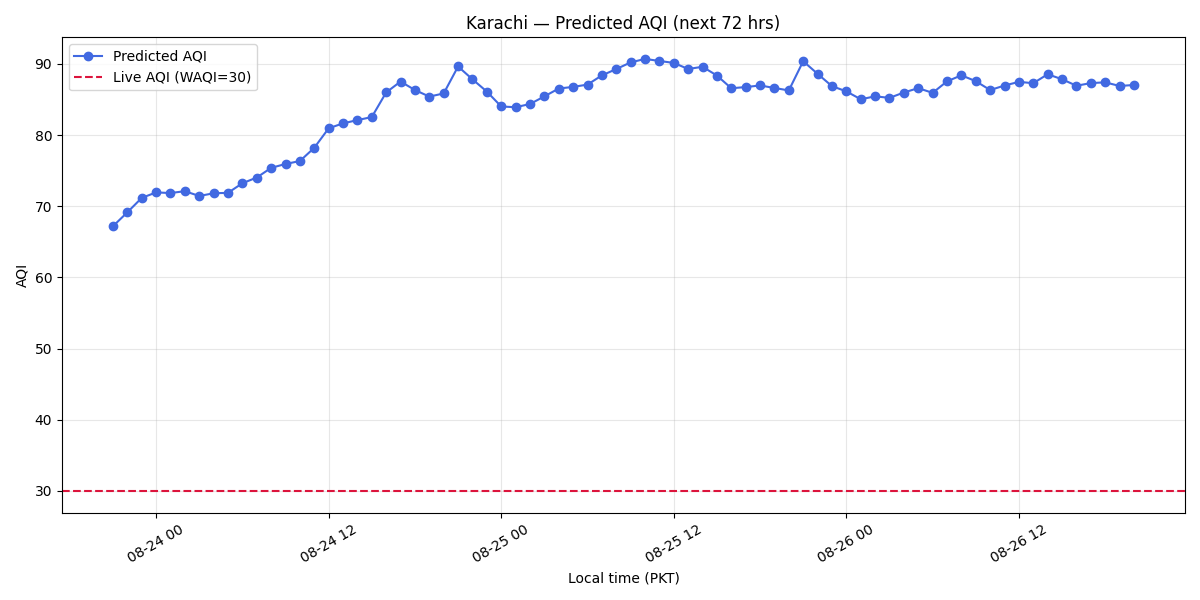 Karachi — Predicted AQI (next 72 hrs)
Predicted AQI
Live AQI (WAQI=30)
AQI
90
80
70
60
50
40
30
08-24 00
08-24 12
08-25 00
08-25 12
08-26 00
08-26 12
Local time (PKT)